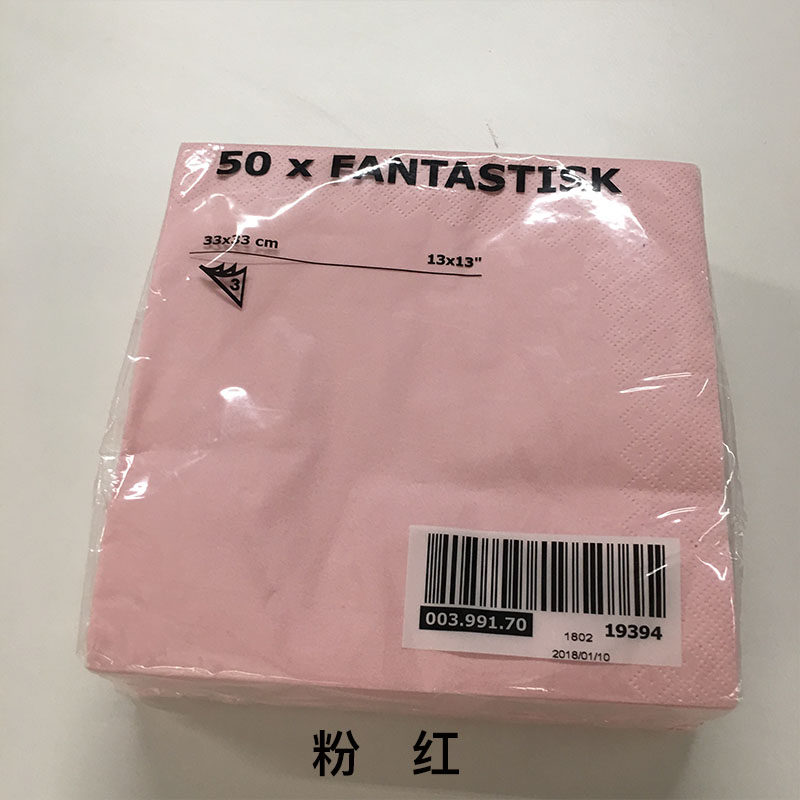 50 x FANTASTISK
33x33 cm
13x13"
3
003.991.70
1802 19394
2018/01/10
粉 红